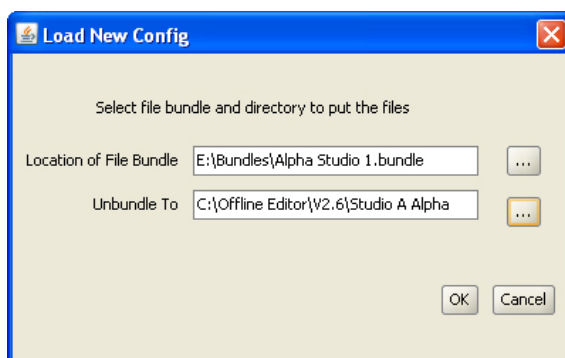 Load New Config
Select file bundle and directory to put the files
Location of File Bundle E:\Bundles\Alpha Studio 1.bundle ...
Unbundle To C:\Offline Editor\V2.6\Studio A Alpha ...
OK Cancel